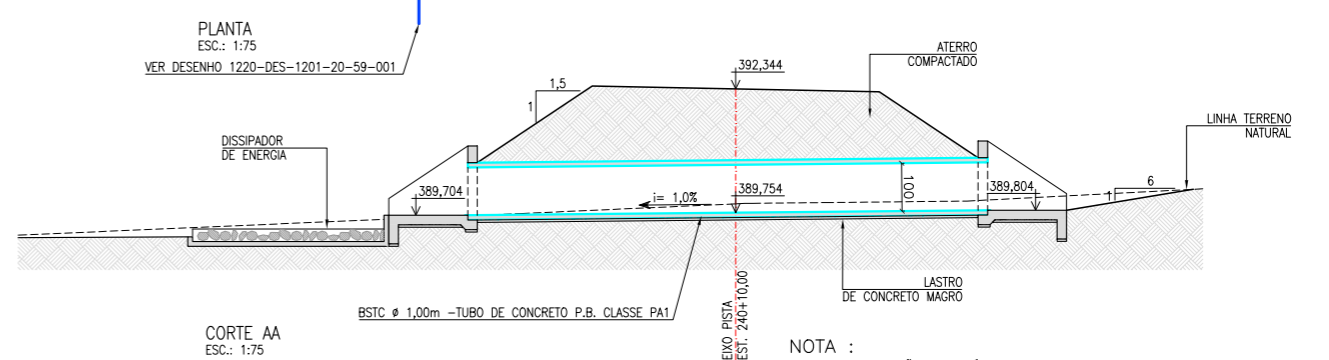 PLANTA
ESC.: 1:75
VER DESENHO 1220-DES-1201-20-59-001
392,344
ATERRO
COMPACTADO
1,5
1
LINHA TERRENO
NATURAL
DISSIPADOR
DE ENERGIA
389,704
i= 1,0%
389,754
100
389,804
1
6
LASTRO
DE CONCRETO MAGRO
BSTC ø 1,00m -TUBO DE CONCRETO P.B. CLASSE PA1
EIXO PISTA
EST. 240+10,00
CORTE AA
ESC.: 1:75
NOTA :